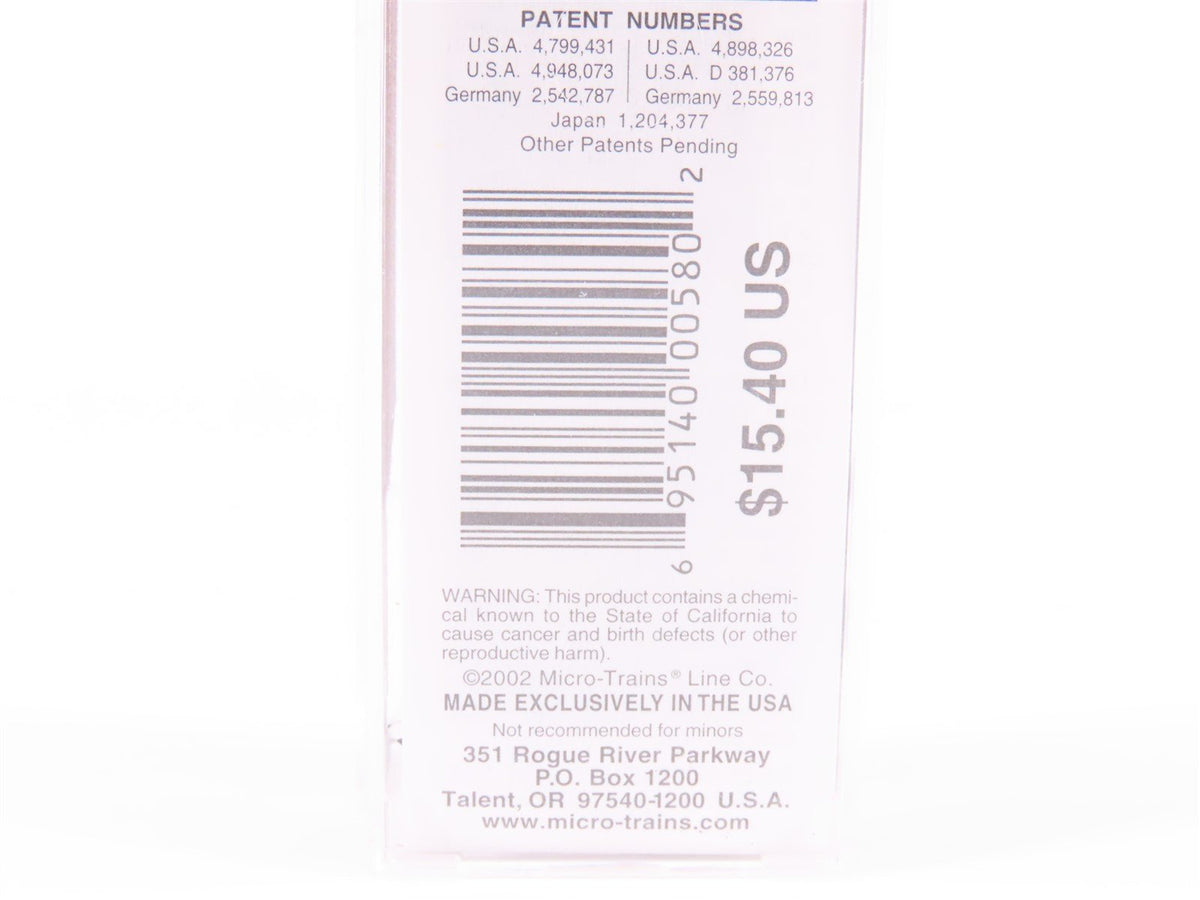 PATENT NUMBERS
U.S.A. 4,799,431 | U.S.A. 4,898,326
U.S.A. 4,948,073 | U.S.A. D 381,376
Germany 2,542,787 | Germany 2,559,813
Japan 1,204,377
Other Patents Pending
6 95140 00580 2
$15.40 US
WARNING: This product contains a chemi-
cal known to the State of California to
cause cancer and birth defects (or other
reproductive harm).
©2002 Micro-Trains® Line Co.
MADE EXCLUSIVELY IN THE USA
Not recommended for minors
351 Rogue River Parkway
P.O. Box 1200
Talent, OR 97540-1200 U.S.A.
www.micro-trains.com